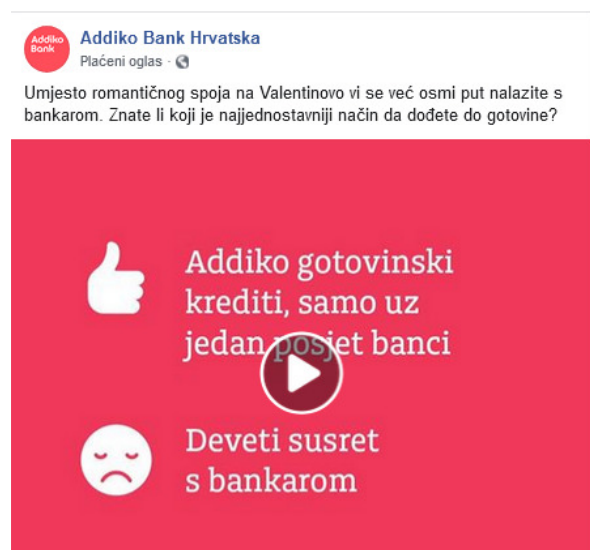 Addiko
Bank
Addiko Bank Hrvatska
Plaćeni oglas ·
Umjesto romantičnog spoja na Valentinovo vi se već osmi put nalazite s
bankarom. Znate li koji je najjednostavniji način da dođete do gotovine?
Addiko gotovinski
krediti, samo uz
jedan posjet banci
Deveti susret
s bankarom